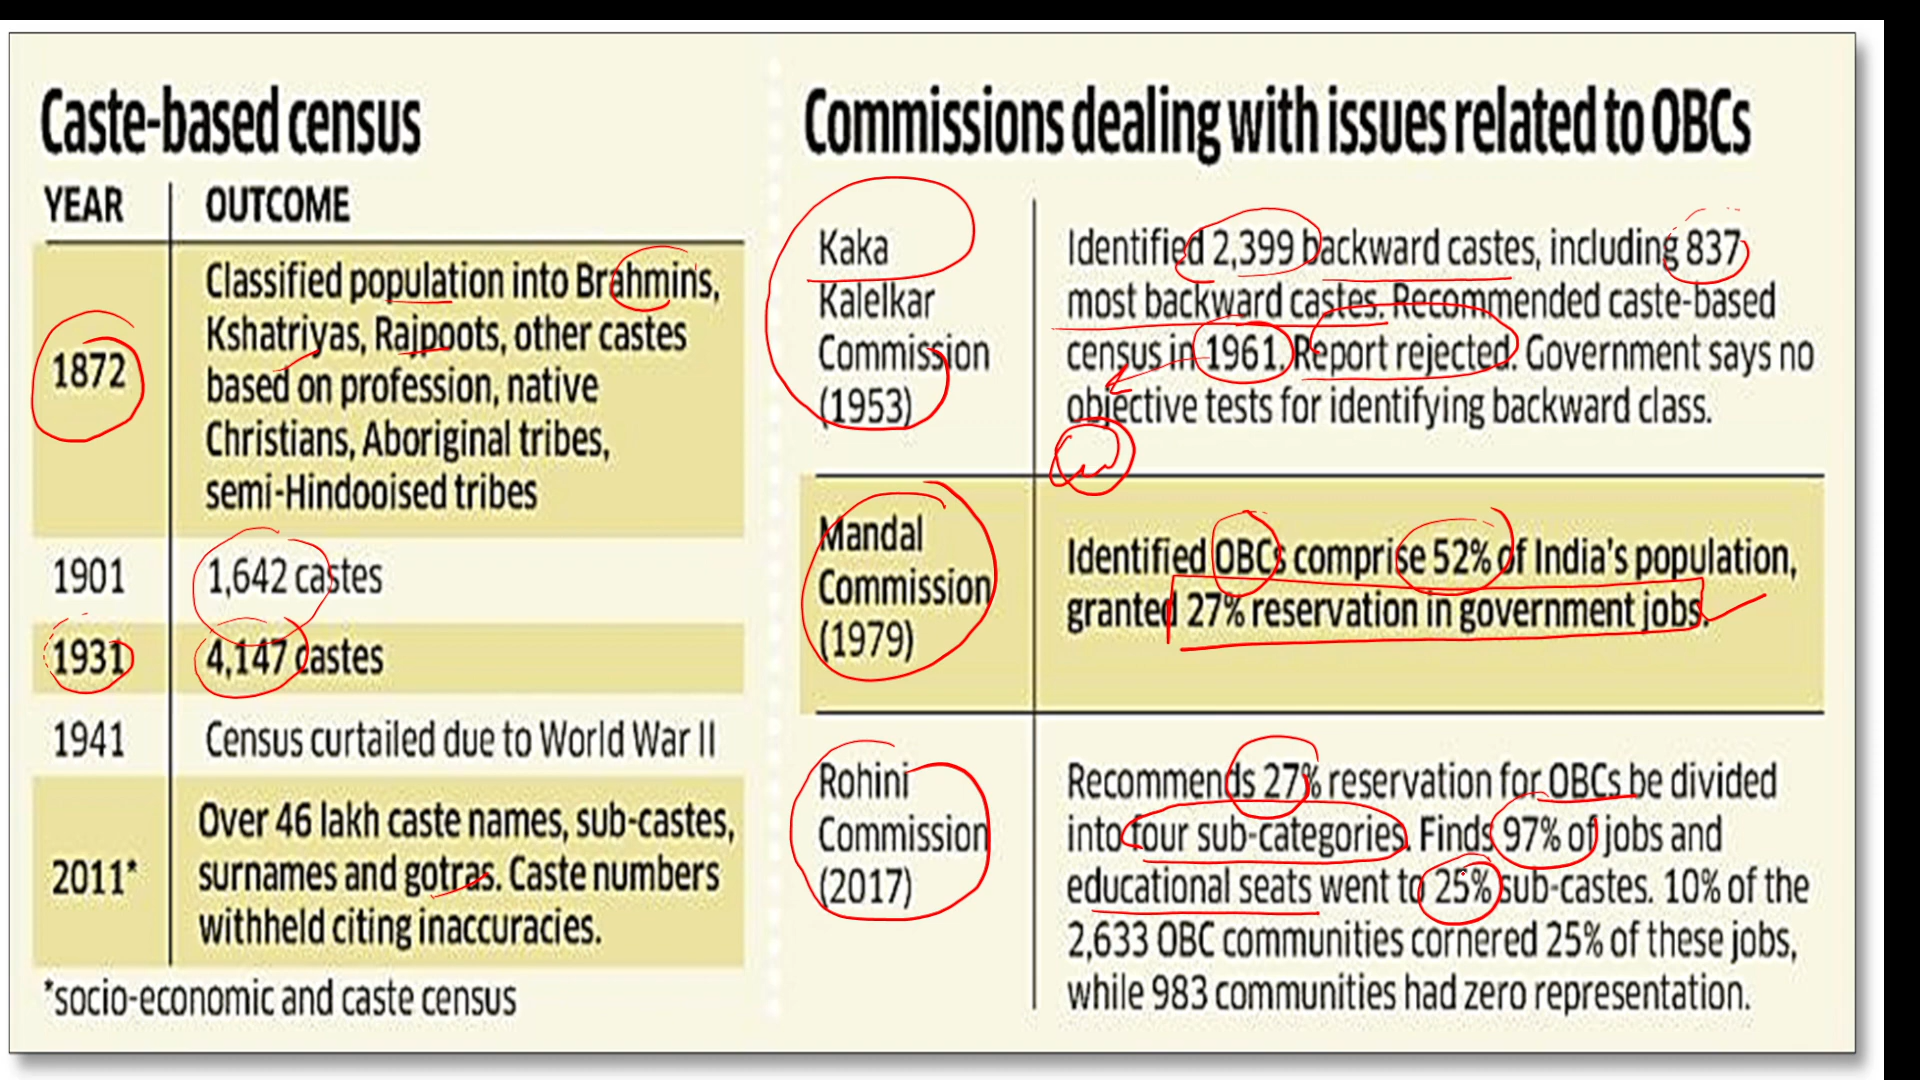 Caste-based census
YEAR OUTCOME
1872
Classified population into Brahmins,
Kshatriyas, Rajpoots, other castes
based on profession, native
Christians, Aboriginal tribes,
semi-Hindooised tribes
1901 1,642 castes
1931 4,147 castes
1941 Census curtailed due to World War II
2011*
Over 46 lakh caste names, sub-castes,
surnames and gotras. Caste numbers
withheld citing inaccuracies.
*socio-economic and caste census
Commissions dealing with issues related to OBCs
Kaka
Kalelkar
Commission
(1953)
Identified 2,399 backward castes, including 837
most backward castes. Recommended caste-based
census in 1961. Report rejected. Government says no
objective tests for identifying backward class.
Mandal
Commission
(1979)
Identified OBCs comprise 52% of India's population,
granted 27% reservation in government jobs.
Rohini
Commission
(2017)
Recommends 27% reservation for OBCs be divided
into four sub-categories. Finds 97% of jobs and
educational seats went to 25% sub-castes. 10% of the
2,633 OBC communities cornered 25% of these jobs,
while 983 communities had zero representation.